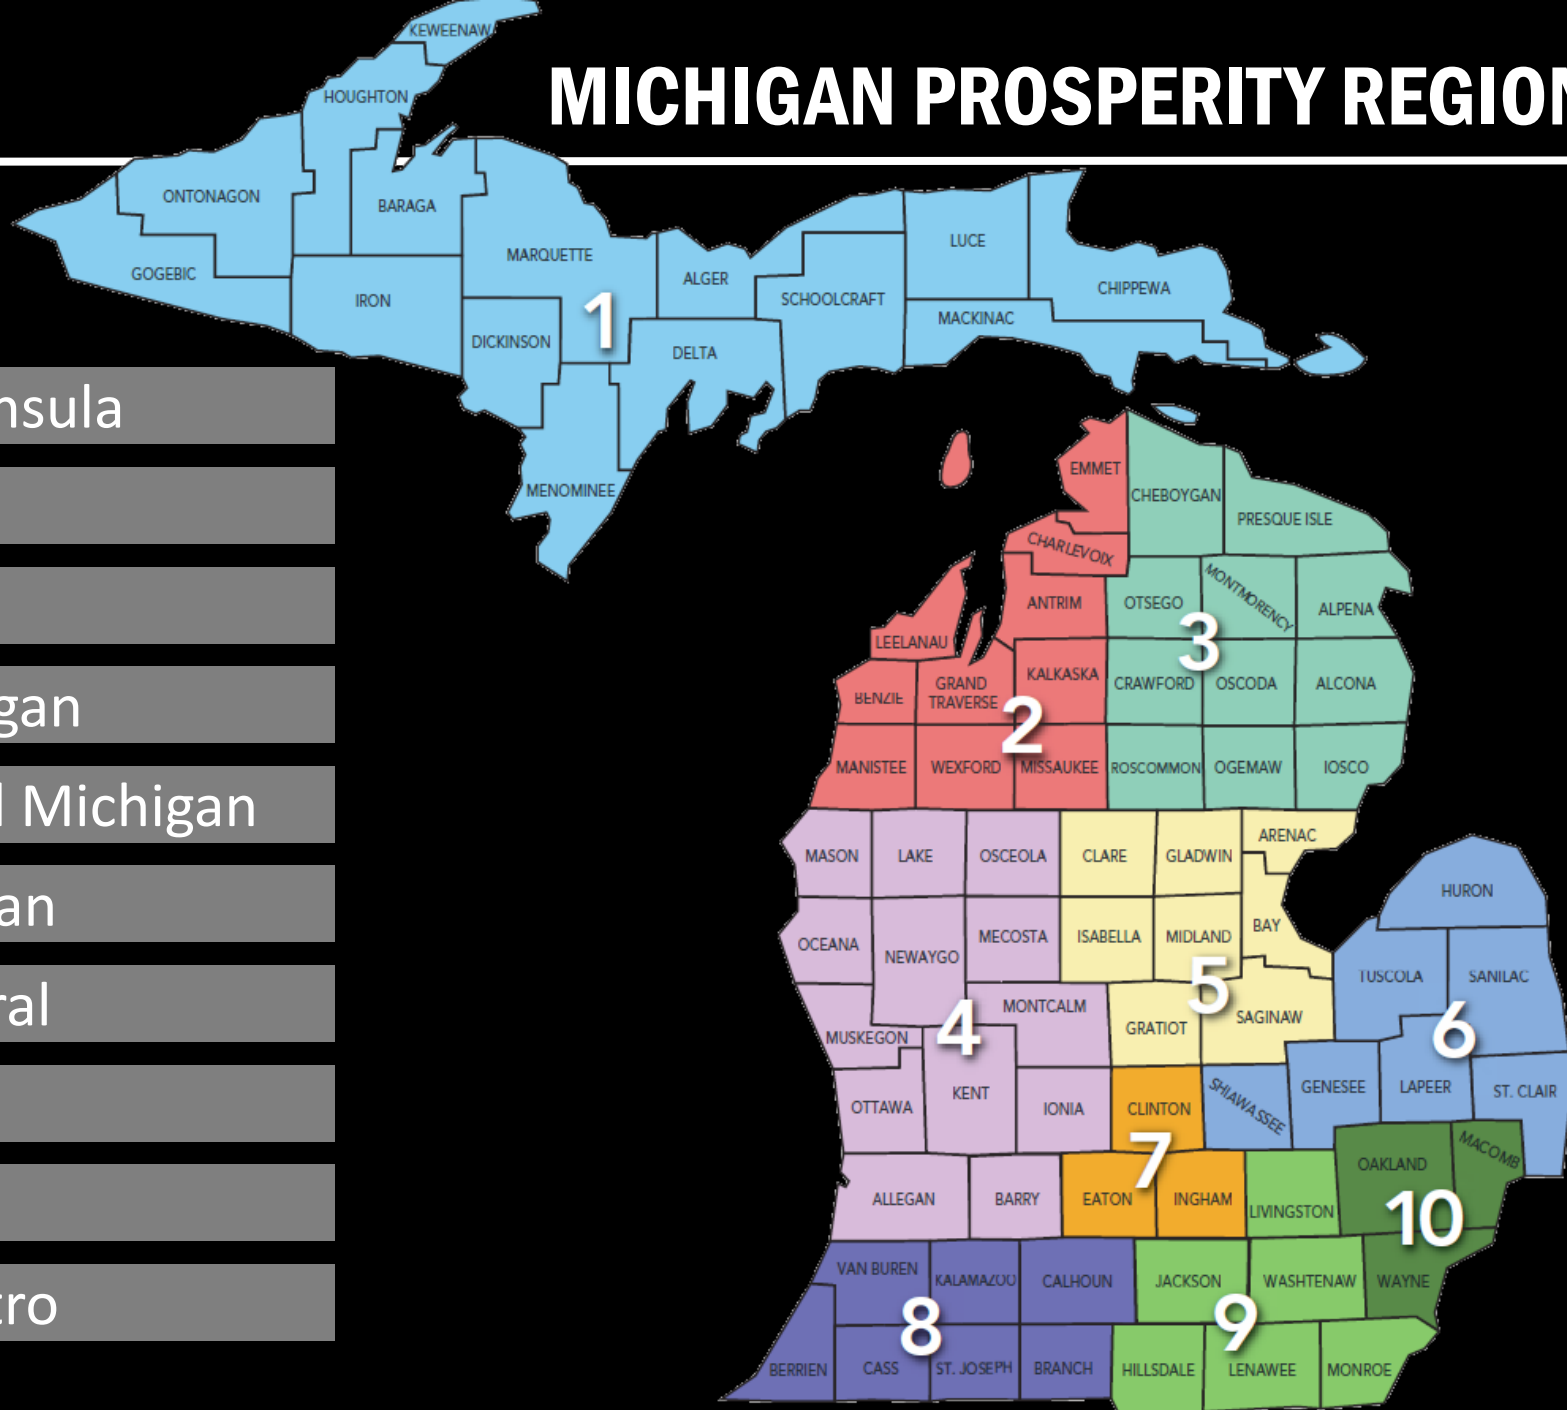 MICHIGAN PROSPERITY REGION
nsula
gan
l Michigan
an
ral
tro
KEWEENAW
HOUGHTON
ONTONAGON
BARAGA
GOGEBIC
IRON
MARQUETTE
ALGER
LUCE
SCHOOLCRAFT
CHIPPEWA
MACKINAC
1
DICKINSON
DELTA
MENOMINEE
EMMET
CHEBOYGAN
PRESQUE ISLE
CHARLEVOIX
ANTRIM
OTSEGO
MONTMORENCY
ALPENA
3
LEELANAU
KALKASKA
BENZIE
GRAND
TRAVERSE
CRAWFORD
OSCODA
ALCONA
2
MANISTEE
WEXFORD
MISSAUKEE
ROSCOMMON
OGEMAW
IOSCO
MASON
LAKE
OSCEOLA
CLARE
GLADWIN
ARENAC
HURON
OCEANA
NEWAYGO
MECOSTA
ISABELLA
MIDLAND
BAY
TUSCOLA
SANILAC
5
MONTCALM
GRATIOT
SAGINAW
MUSKEGON
4
6
OTTAWA
KENT
IONIA
CLINTON
SHIAWASSEE
GENESEE
LAPEER
ST. CLAIR
7
OAKLAND
MACOMB
ALLEGAN
BARRY
EATON
INGHAM
LIVINGSTON
10
VAN BUREN
KALAMAZOO
CALHOUN
JACKSON
WASHTENAW
WAYNE
8
9
BERRIEN
CASS
ST. JOSEPH
BRANCH
HILLSDALE
LENAWEE
MONROE